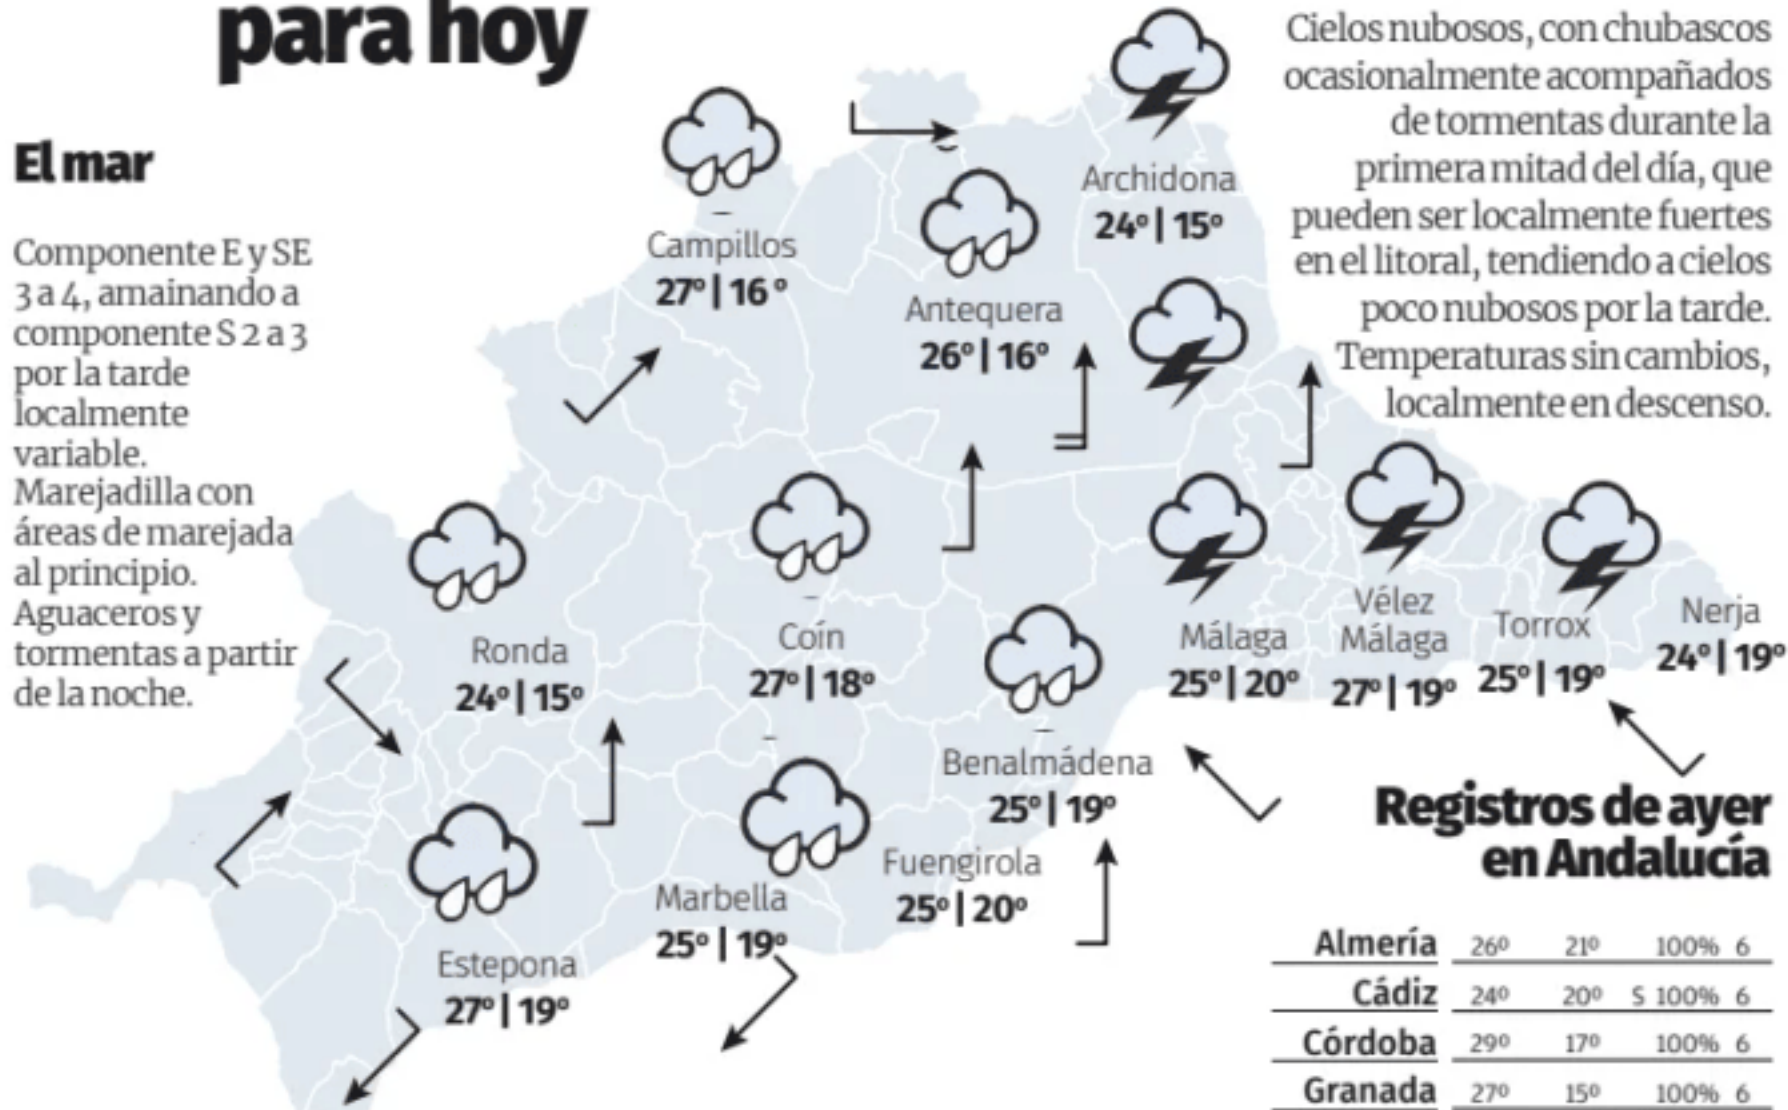 para hoy
El mar
Componente E y SE
3 a 4, amainando a
componente S 2 a 3
por la tarde
localmente
variable.
Marejadilla con
áreas de marejada
al principio.
Aguaceros y
tormentas a partir
de la noche.
Cielos nubosos, con chubascos
ocasionalmente acompañados
de tormentas durante la
primera mitad del día, que
pueden ser localmente fuertes
en el litoral, tendiendo a cielos
poco nubosos por la tarde.
Temperaturas sin cambios,
localmente en descenso.
Archidona
24º | 15º
Campillos
27º | 16 º
Antequera
26º | 16º
Ronda
24º | 15º
Coín
27º | 18º
Málaga
25º | 20º
Vélez
Málaga
27º | 19º
Torrox
25º | 19º
Nerja
24º | 19º
Benalmádena
25º | 19º
Fuengirola
25º | 20º
Marbella
25º | 19º
Estepona
27º | 19º
Registros de ayer
en Andalucía
Almería 26º 21º 100% 6
Cádiz 24º 20º S 100% 6
Córdoba 29º 17º 100% 6
Granada 27º 15º 100% 6